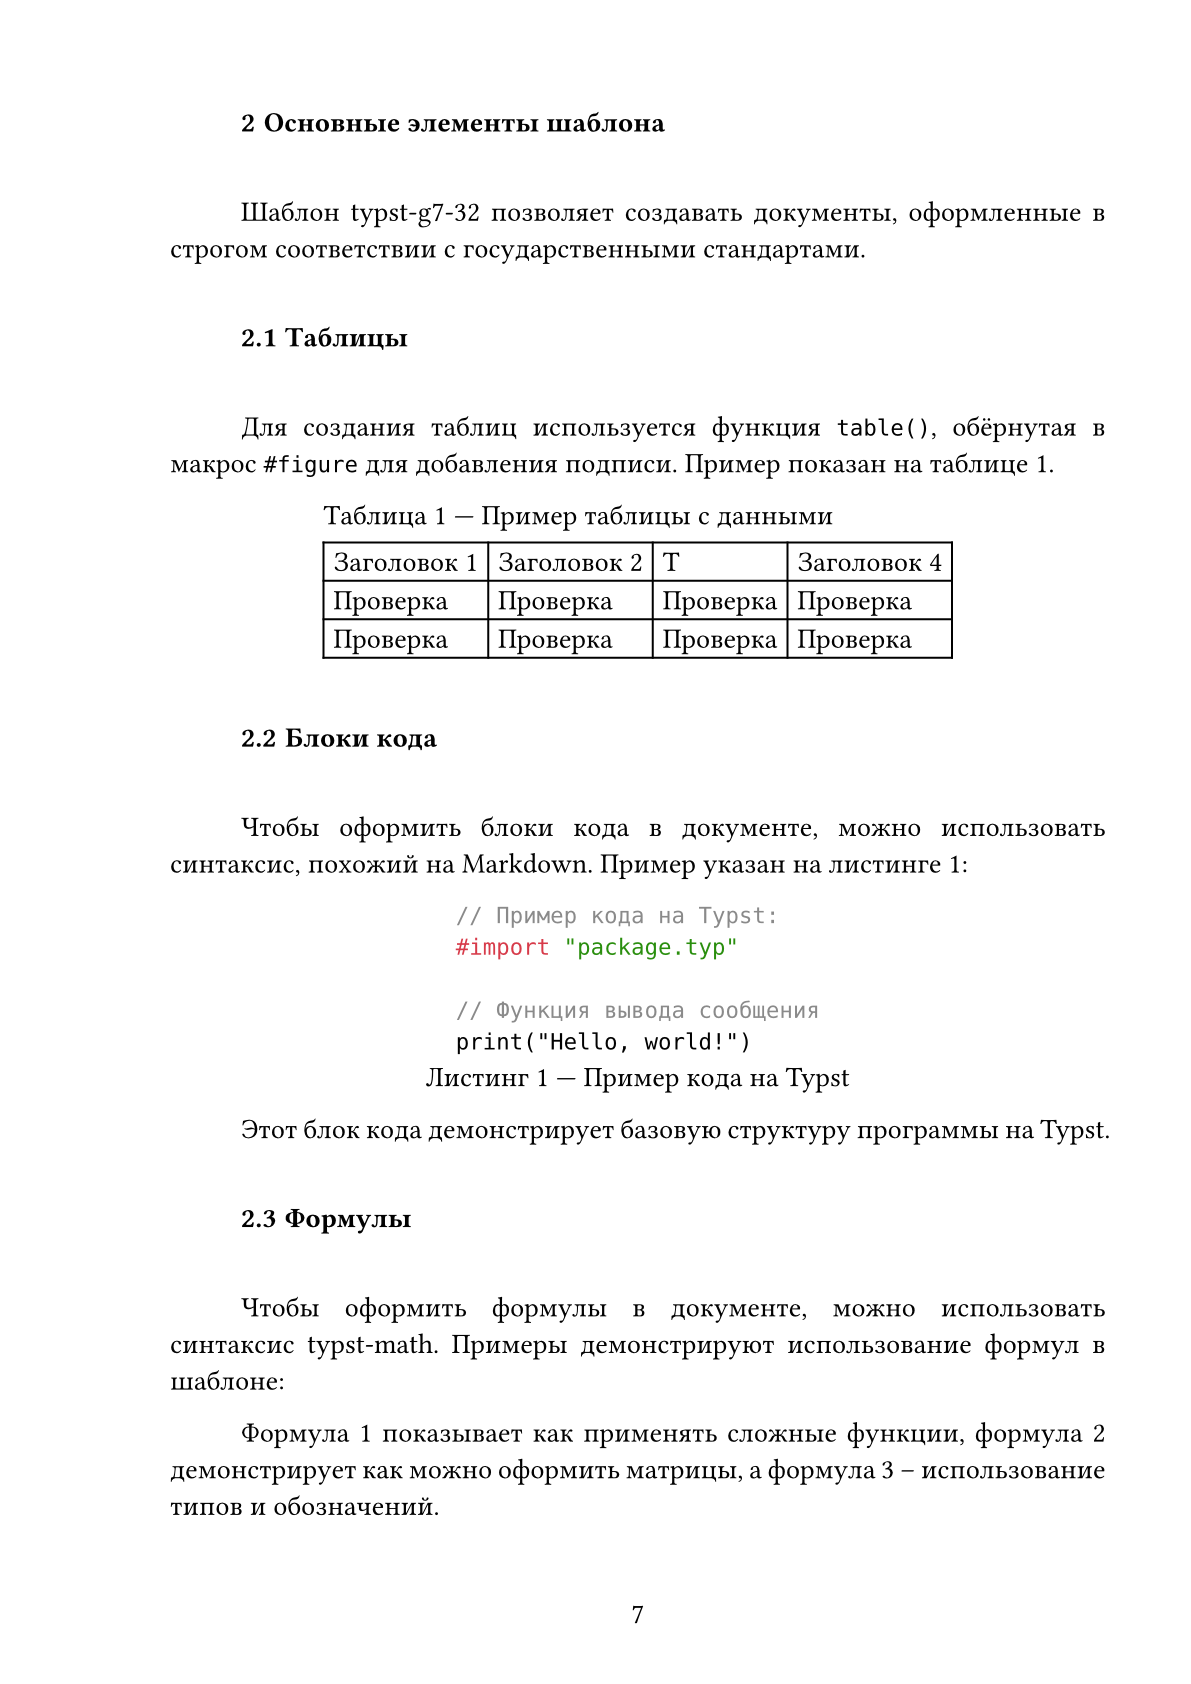 2 Основные элементы шаблона
Шаблон typst-g7-32 позволяет создавать документы, оформленные в
строгом соответствии с государственными стандартами.
2.1 Таблицы
Для создания таблиц используется функция table(), обёрнутая в
макрос #figure для добавления подписи. Пример показан на таблице 1.
Таблица 1 — Пример таблицы с данными
Заголовок 1 Заголовок 2 Т Заголовок 4
Проверка Проверка Проверка Проверка
Проверка Проверка Проверка Проверка
2.2 Блоки кода
Чтобы оформить блоки кода в документе, можно использовать
синтаксис, похожий на Markdown. Пример указан на листинге 1:
// Пример кода на Typst:
#import "package.typ"
// Функция вывода сообщения
print("Hello, world!")
Листинг 1 — Пример кода на Typst
Этот блок кода демонстрирует базовую структуру программы на Typst.
2.3 Формулы
Чтобы оформить формулы в документе, можно использовать
синтаксис typst-math. Примеры демонстрируют использование формул в
шаблоне:
Формула 1 показывает как применять сложные функции, формула 2
демонстрирует как можно оформить матрицы, а формула 3 – использование
типов и обозначений.
7